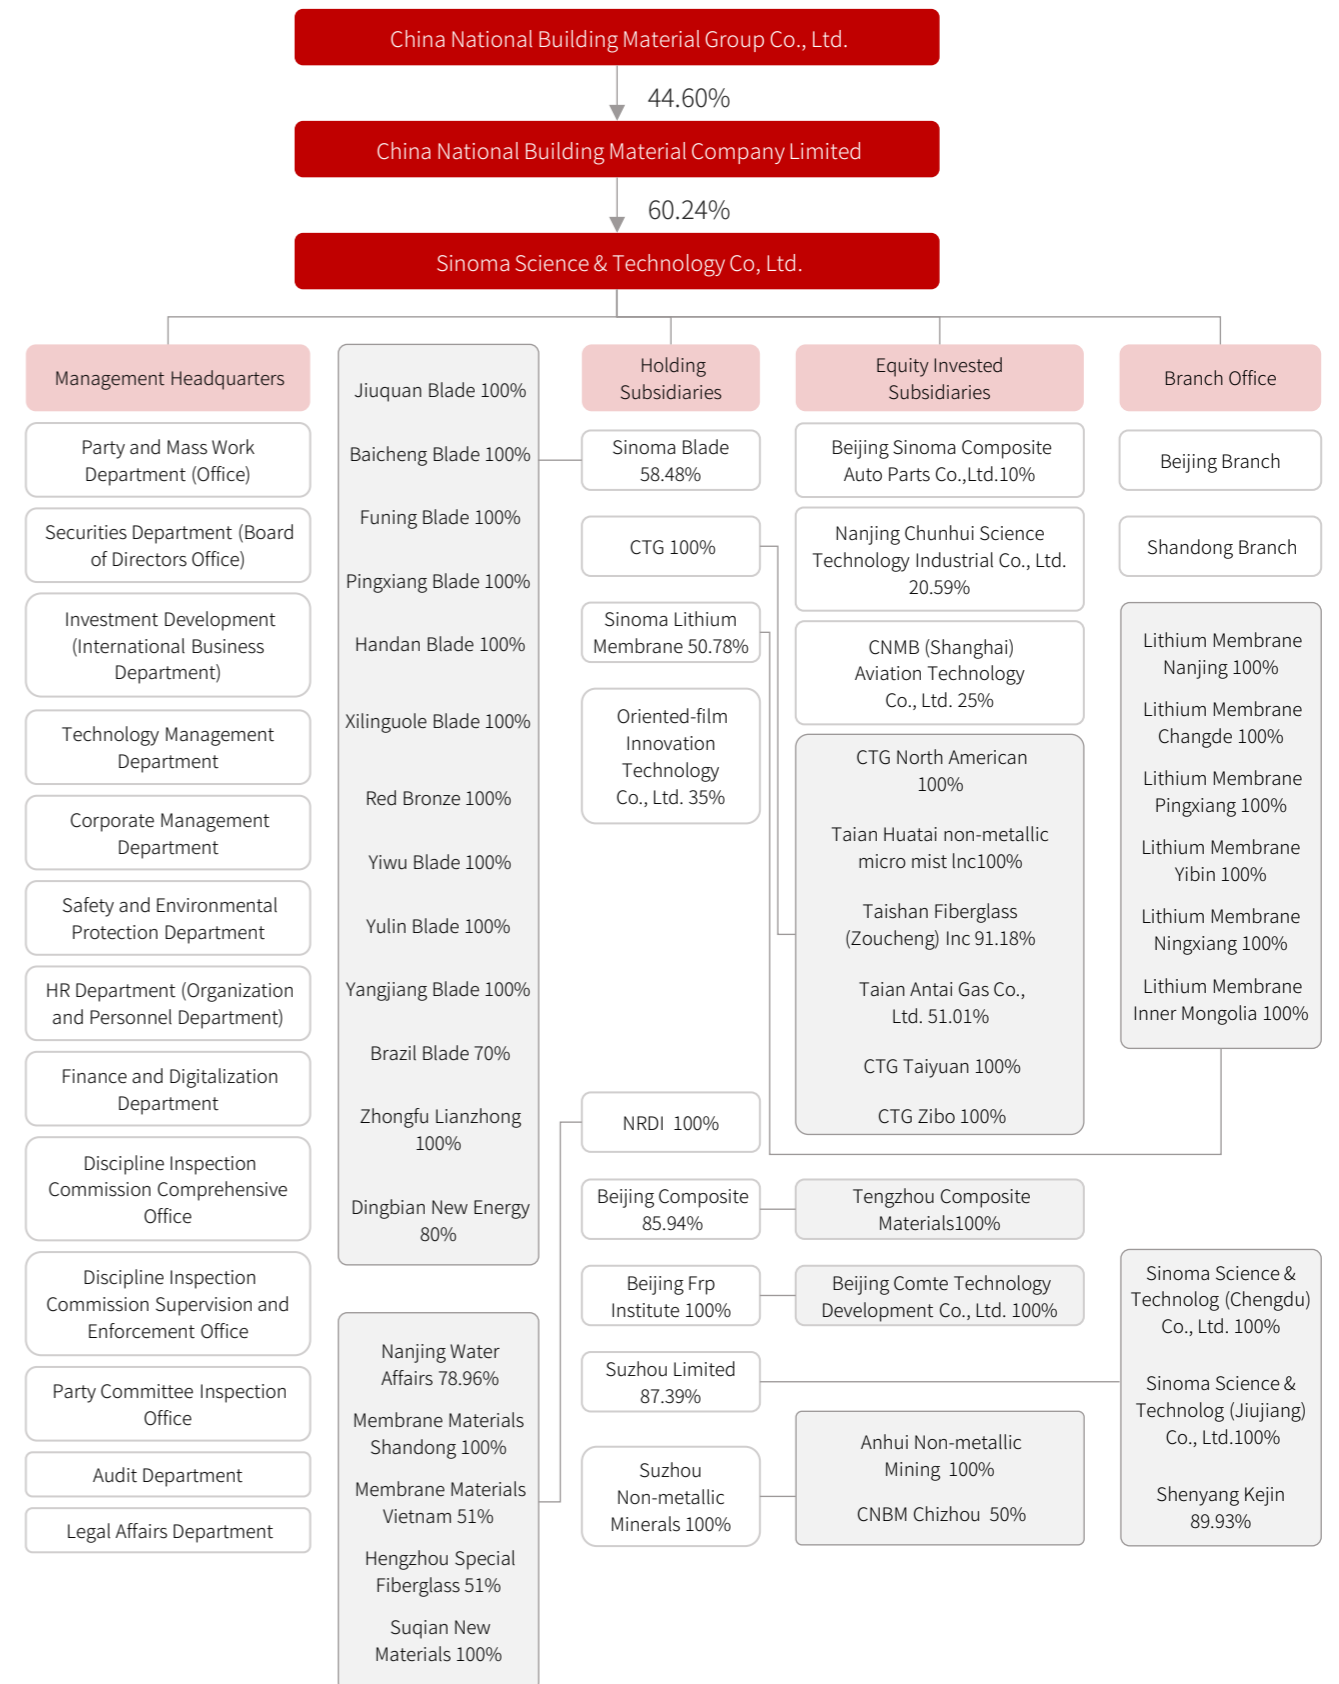 China National Building Material Group Co., Ltd.
44.60%
China National Building Material Company Limited
60.24%
Sinoma Science & Technology Co, Ltd.
Management Headquarters
Party and Mass Work
Department (Office)
Securities Department (Board
of Directors Office)
Investment Development
(International Business
Department)
Technology Management
Department
Corporate Management
Department
Safety and Environmental
Protection Department
HR Department (Organization
and Personnel Department)
Finance and Digitalization
Department
Discipline Inspection
Commission Comprehensive
Office
Discipline Inspection
Commission Supervision and
Enforcement Office
Party Committee Inspection
Office
Audit Department
Legal Affairs Department
Jiuquan Blade 100%
Baicheng Blade 100%
Funing Blade 100%
Pingxiang Blade 100%
Handan Blade 100%
Xilinguole Blade 100%
Red Bronze 100%
Yiwu Blade 100%
Yulin Blade 100%
Yangjiang Blade 100%
Brazil Blade 70%
Zhongfu Lianzhong
100%
Dingbian New Energy
80%
Nanjing Water
Affairs 78.96%
Membrane Materials
Shandong 100%
Membrane Materials
Vietnam 51%
Hengzhou Special
Fiberglass 51%
Suqian New
Materials 100%
Holding
Subsidiaries
Sinoma Blade
58.48%
CTG 100%
Sinoma Lithium
Membrane 50.78%
Oriented-film
Innovation
Technology
Co., Ltd. 35%
NRDI 100%
Beijing Composite
85.94%
Beijing Frp
Institute 100%
Suzhou Limited
87.39%
Suzhou
Non-metallic
Minerals 100%
Equity Invested
Subsidiaries
Beijing Sinoma Composite
Auto Parts Co.,Ltd.10%
Nanjing Chunhui Science
Technology Industrial Co., Ltd.
20.59%
CNMB (Shanghai)
Aviation Technology
Co., Ltd. 25%
CTG North American
100%
Taian Huatai non-metallic
micro mist lnc100%
Taishan Fiberglass
(Zoucheng) Inc 91.18%
Taian Antai Gas Co.,
Ltd. 51.01%
CTG Taiyuan 100%
CTG Zibo 100%
Tengzhou Composite
Materials100%
Beijing Comte Technology
Development Co., Ltd. 100%
Anhui Non-metallic
Mining 100%
CNBM Chizhou 50%
Branch Office
Beijing Branch
Shandong Branch
Lithium Membrane
Nanjing 100%
Lithium Membrane
Changde 100%
Lithium Membrane
Pingxiang 100%
Lithium Membrane
Yibin 100%
Lithium Membrane
Ningxiang 100%
Lithium Membrane
Inner Mongolia 100%
Sinoma Science &
Technolog (Chengdu)
Co., Ltd. 100%
Sinoma Science &
Technolog (Jiujiang)
Co., Ltd.100%
Shenyang Kejin
89.93%